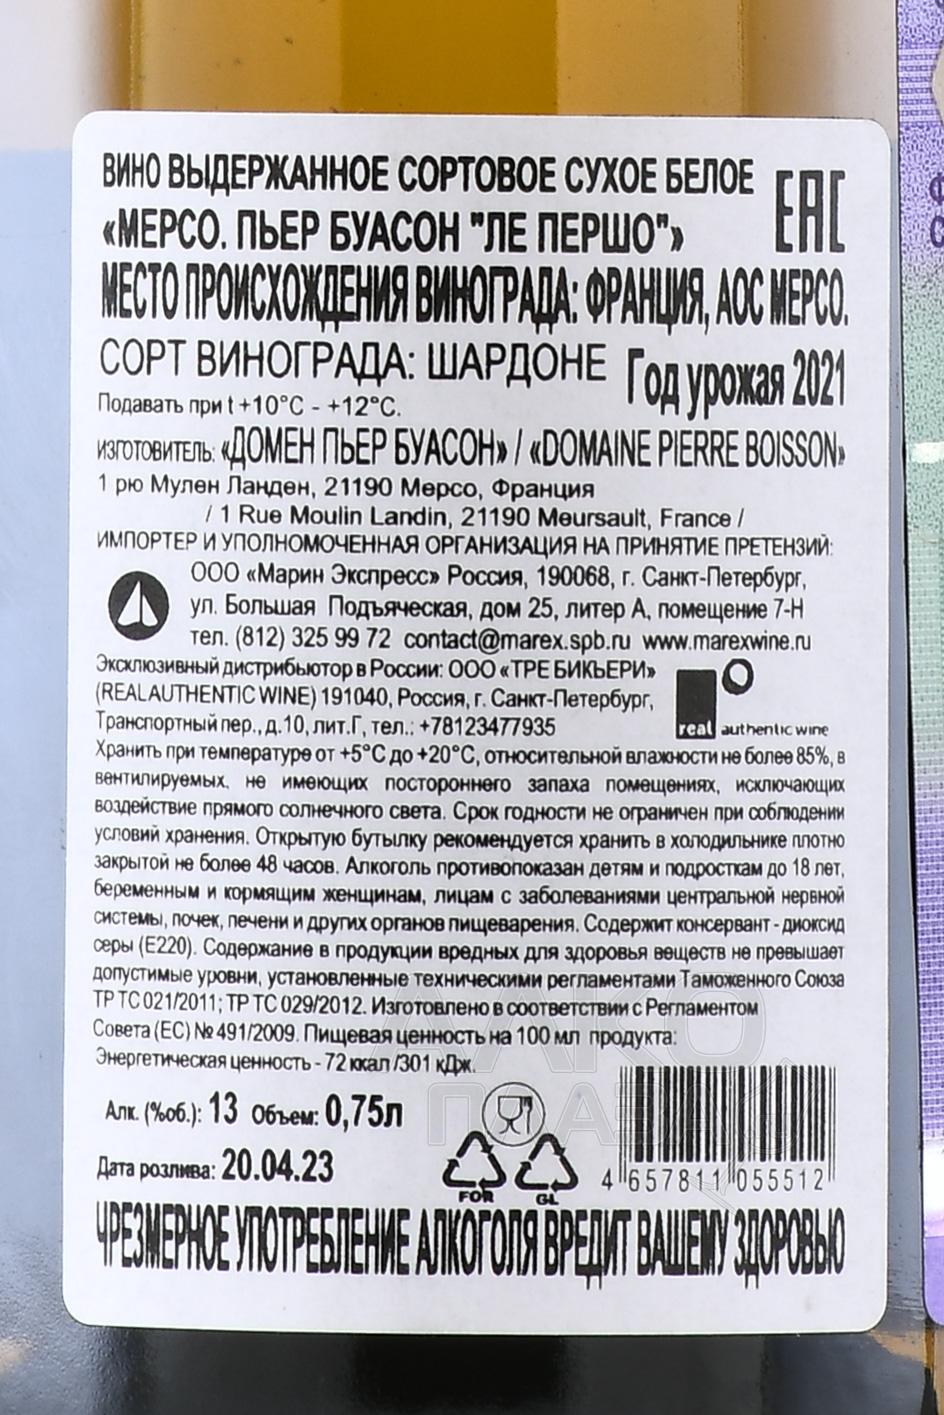 ВИНО ВЫДЕРЖАННОЕ СОРТОВОЕ СУХОЕ БЕЛОЕ
«МЕРСО. ПЬЕР БУАСОН "ЛЕ ПЕРШО"»
EAC
МЕСТО ПРОИСХОЖДЕНИЯ ВИНОГРАДА: ФРАНЦИЯ, АОС МЕРСО.
СОРТ ВИНОГРАДА: ШАРДОНЕ Год урожая 2021
Подавать при t +10°C - +12°C.
ИЗГОТОВИТЕЛЬ: «ДОМЕН ПЬЕР БУАСОН» / «DOMAINE PIERRE BOISSON»
1 рю Мулен Ланден, 21190 Мерсо, Франция
/ 1 Rue Moulin Landin, 21190 Meursault, France /
ИМПОРТЕР И УПОЛНОМОЧЕННАЯ ОРГАНИЗАЦИЯ НА ПРИНЯТИЕ ПРЕТЕНЗИЙ:
ООО «Марин Экспресс» Россия, 190068, г. Санкт-Петербург,
ул. Большая Подъяческая, дом 25, литер А, помещение 7-Н
тел. (812) 325 99 72 contact@marex.spb.ru www.marexwine.ru
Эксклюзивный дистрибьютор в России: ООО «ТРЕ БИКЬЕРИ»
(REAL AUTHENTIC WINE) 191040, Россия, г. Санкт-Петербург,
Транспортный пер., д.10, лит.Г, тел.: +78123477935
real authentic wine
Хранить при температуре от +5°С до +20°С, относительной влажности не более 85%, в
вентилируемых, не имеющих постороннего запаха помещениях, исключающих
воздействие прямого солнечного света. Срок годности не ограничен при соблюдении
условий хранения. Открытую бутылку рекомендуется хранить в холодильнике плотно
закрытой не более 48 часов. Алкоголь противопоказан детям и подросткам до 18 лет,
беременным и кормящим женщинам, лицам с заболеваниями центральной нервной
системы, почек, печени и других органов пищеварения. Содержит консервант - диоксид
серы (Е220). Содержание в продукции вредных для здоровья веществ не превышает
допустимые уровни, установленные техническими регламентами Таможенного Союза
ТР ТС 021/2011; ТР ТС 029/2012. Изготовлено в соответствии с Регламентом
Совета (ЕС) № 491/2009. Пищевая ценность на 100 мл продукта:
Энергетическая ценность - 72 ккал /301 кДж.
Алк. (%об.): 13 Объем: 0,75л
Дата розлива: 20.04.23
FOR GL
4 657811 055512
ЧРЕЗМЕРНОЕ УПОТРЕБЛЕНИЕ АЛКОГОЛЯ ВРЕДИТ ВАШЕМУ ЗДОРОВЬЮ